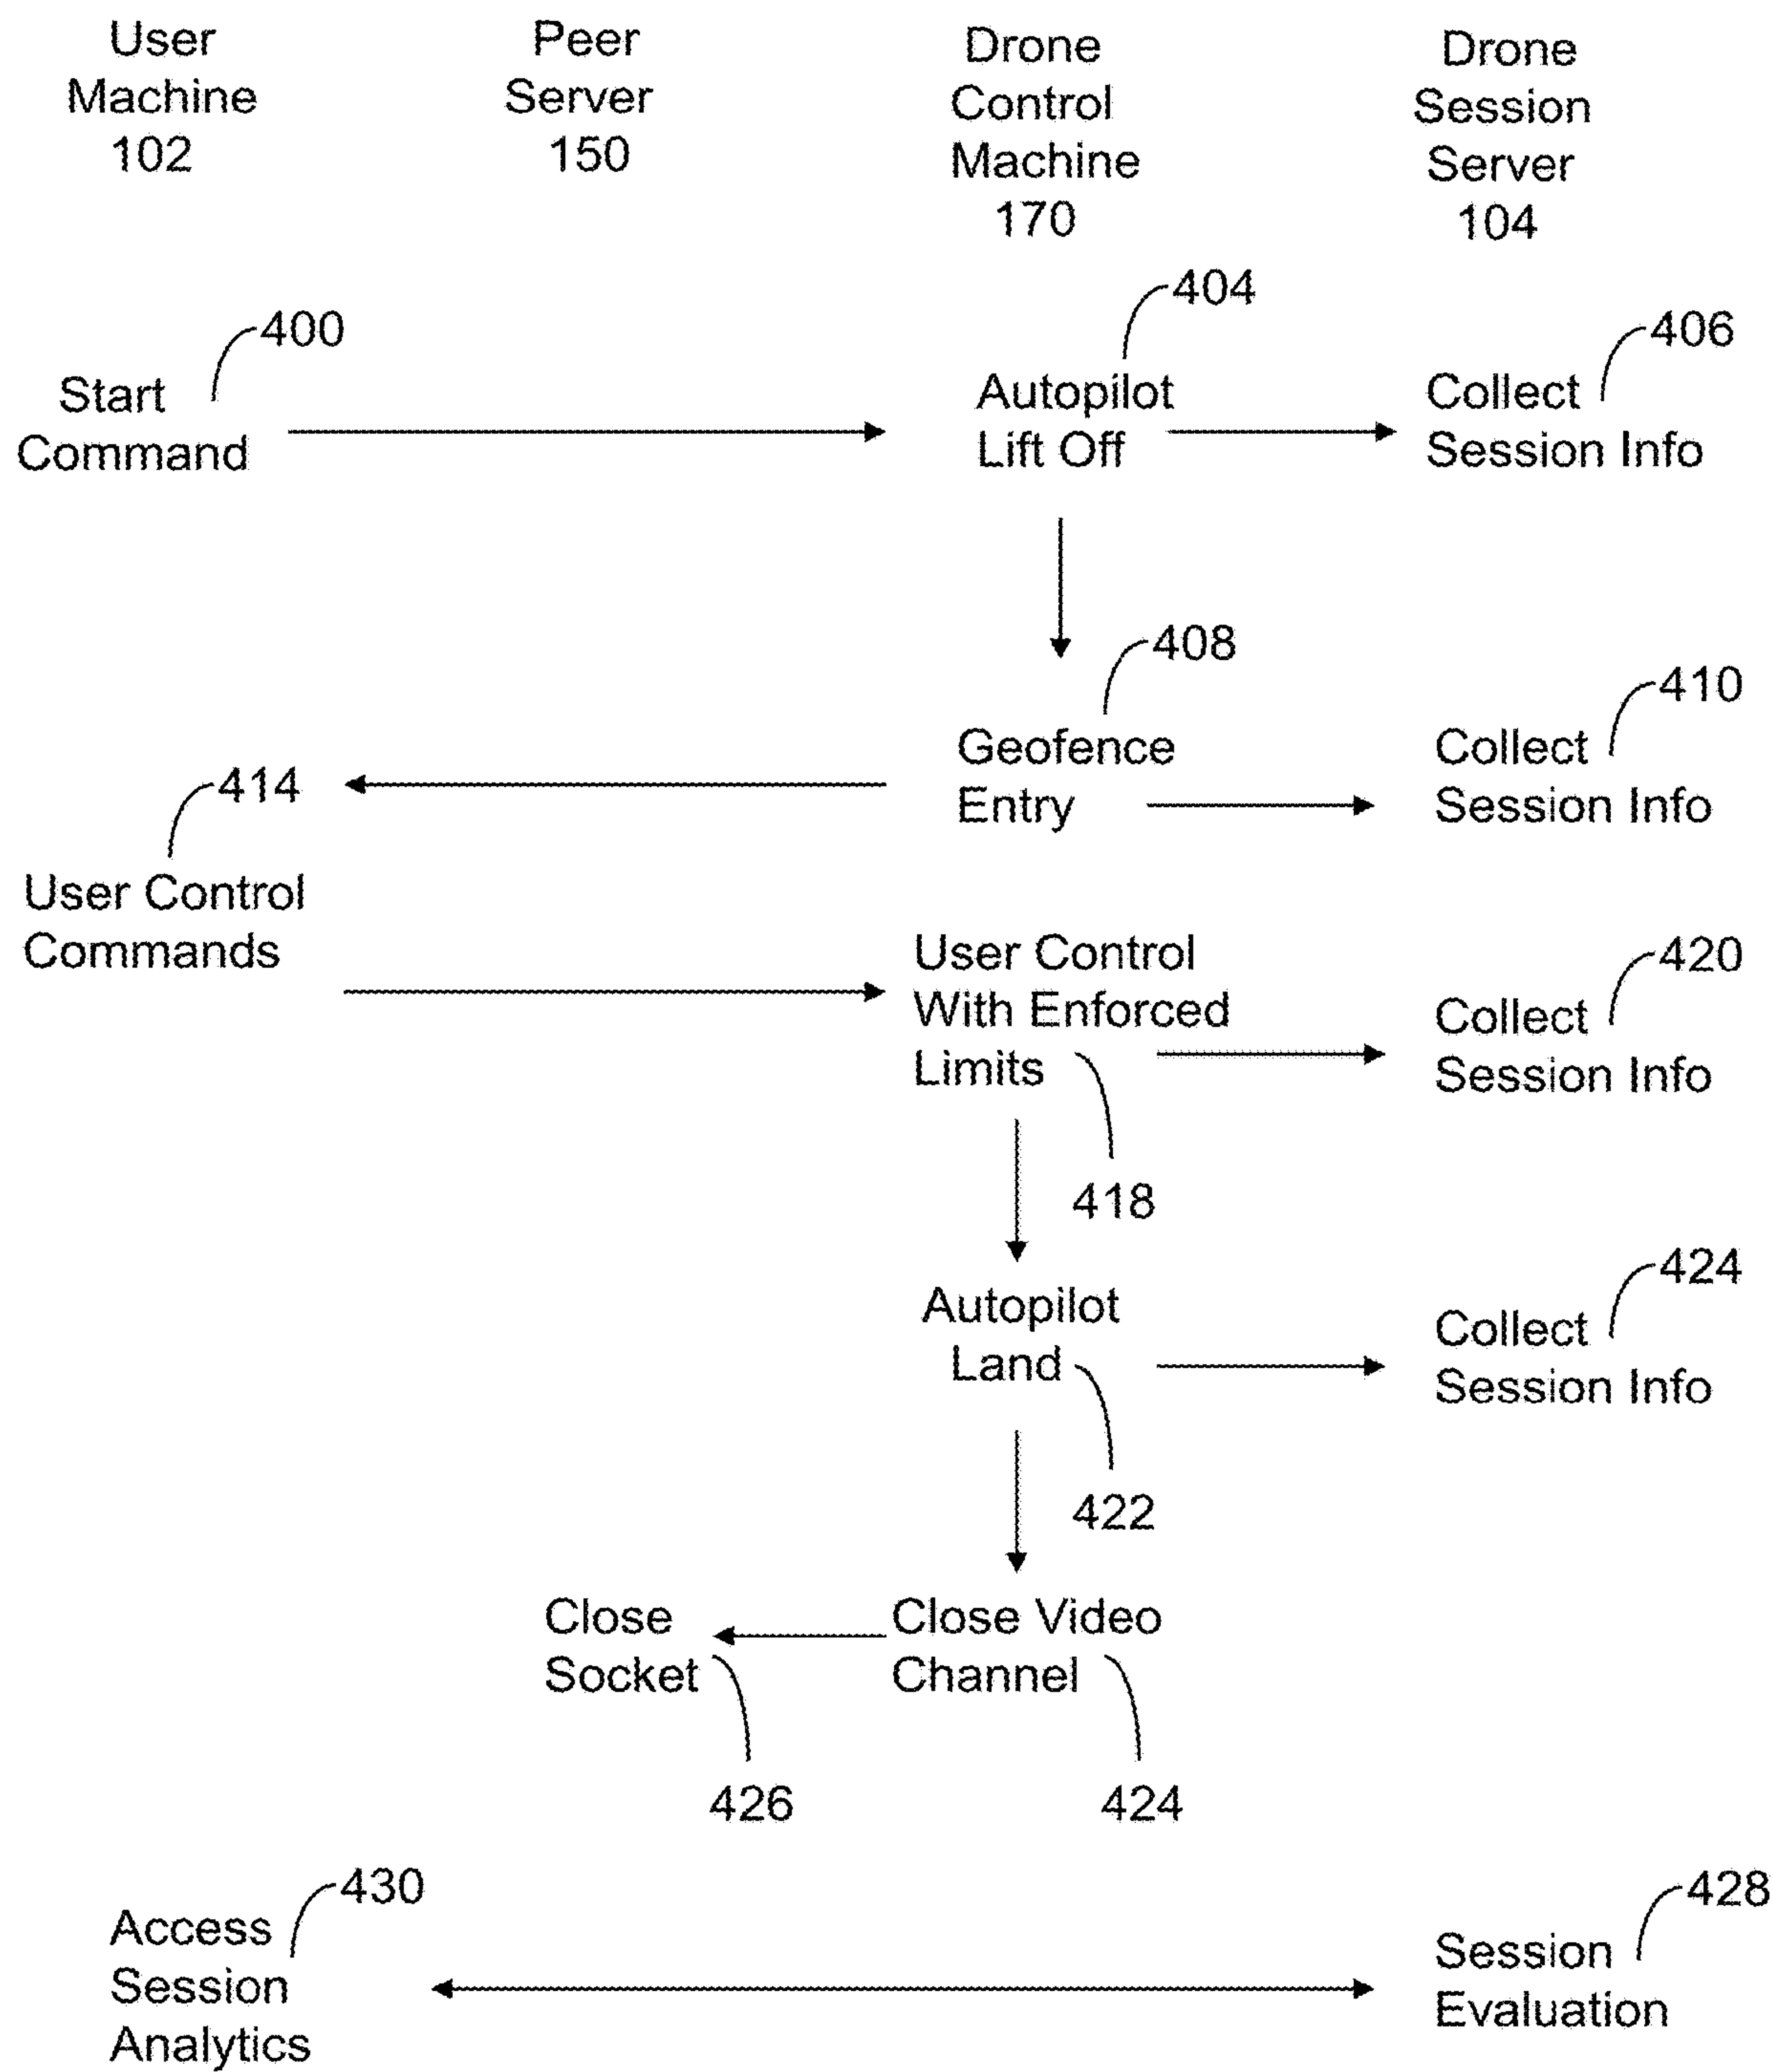 User
Machine
102
Peer
Server
150
Drone
Control
Machine
170
Drone
Session
Server
104
400
Start
Command
404
Autopilot
Lift Off
406
Collect
Session Info
408
Geofence
Entry
410
Collect
Session Info
414
User Control
Commands
User Control
With Enforced
Limits
418
420
Collect
Session Info
Autopilot
Land
422
424
Collect
Session Info
Close
Socket
426
Close Video
Channel
424
430
Access
Session
Analytics
428
Session
Evaluation